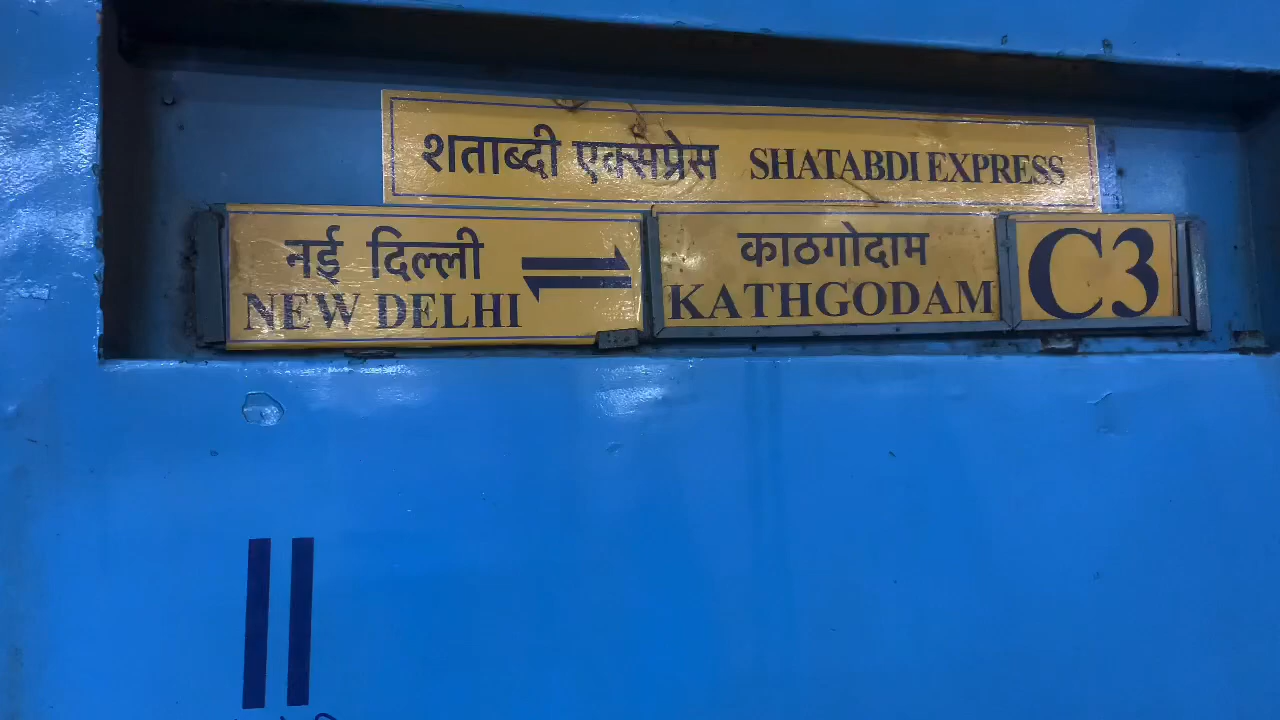 शताब्दी एक्सप्रेस SHATABDI EXPRESS
नई दिल्ली ⇌ काठगोदाम C3
NEW DELHI KATHGODAM